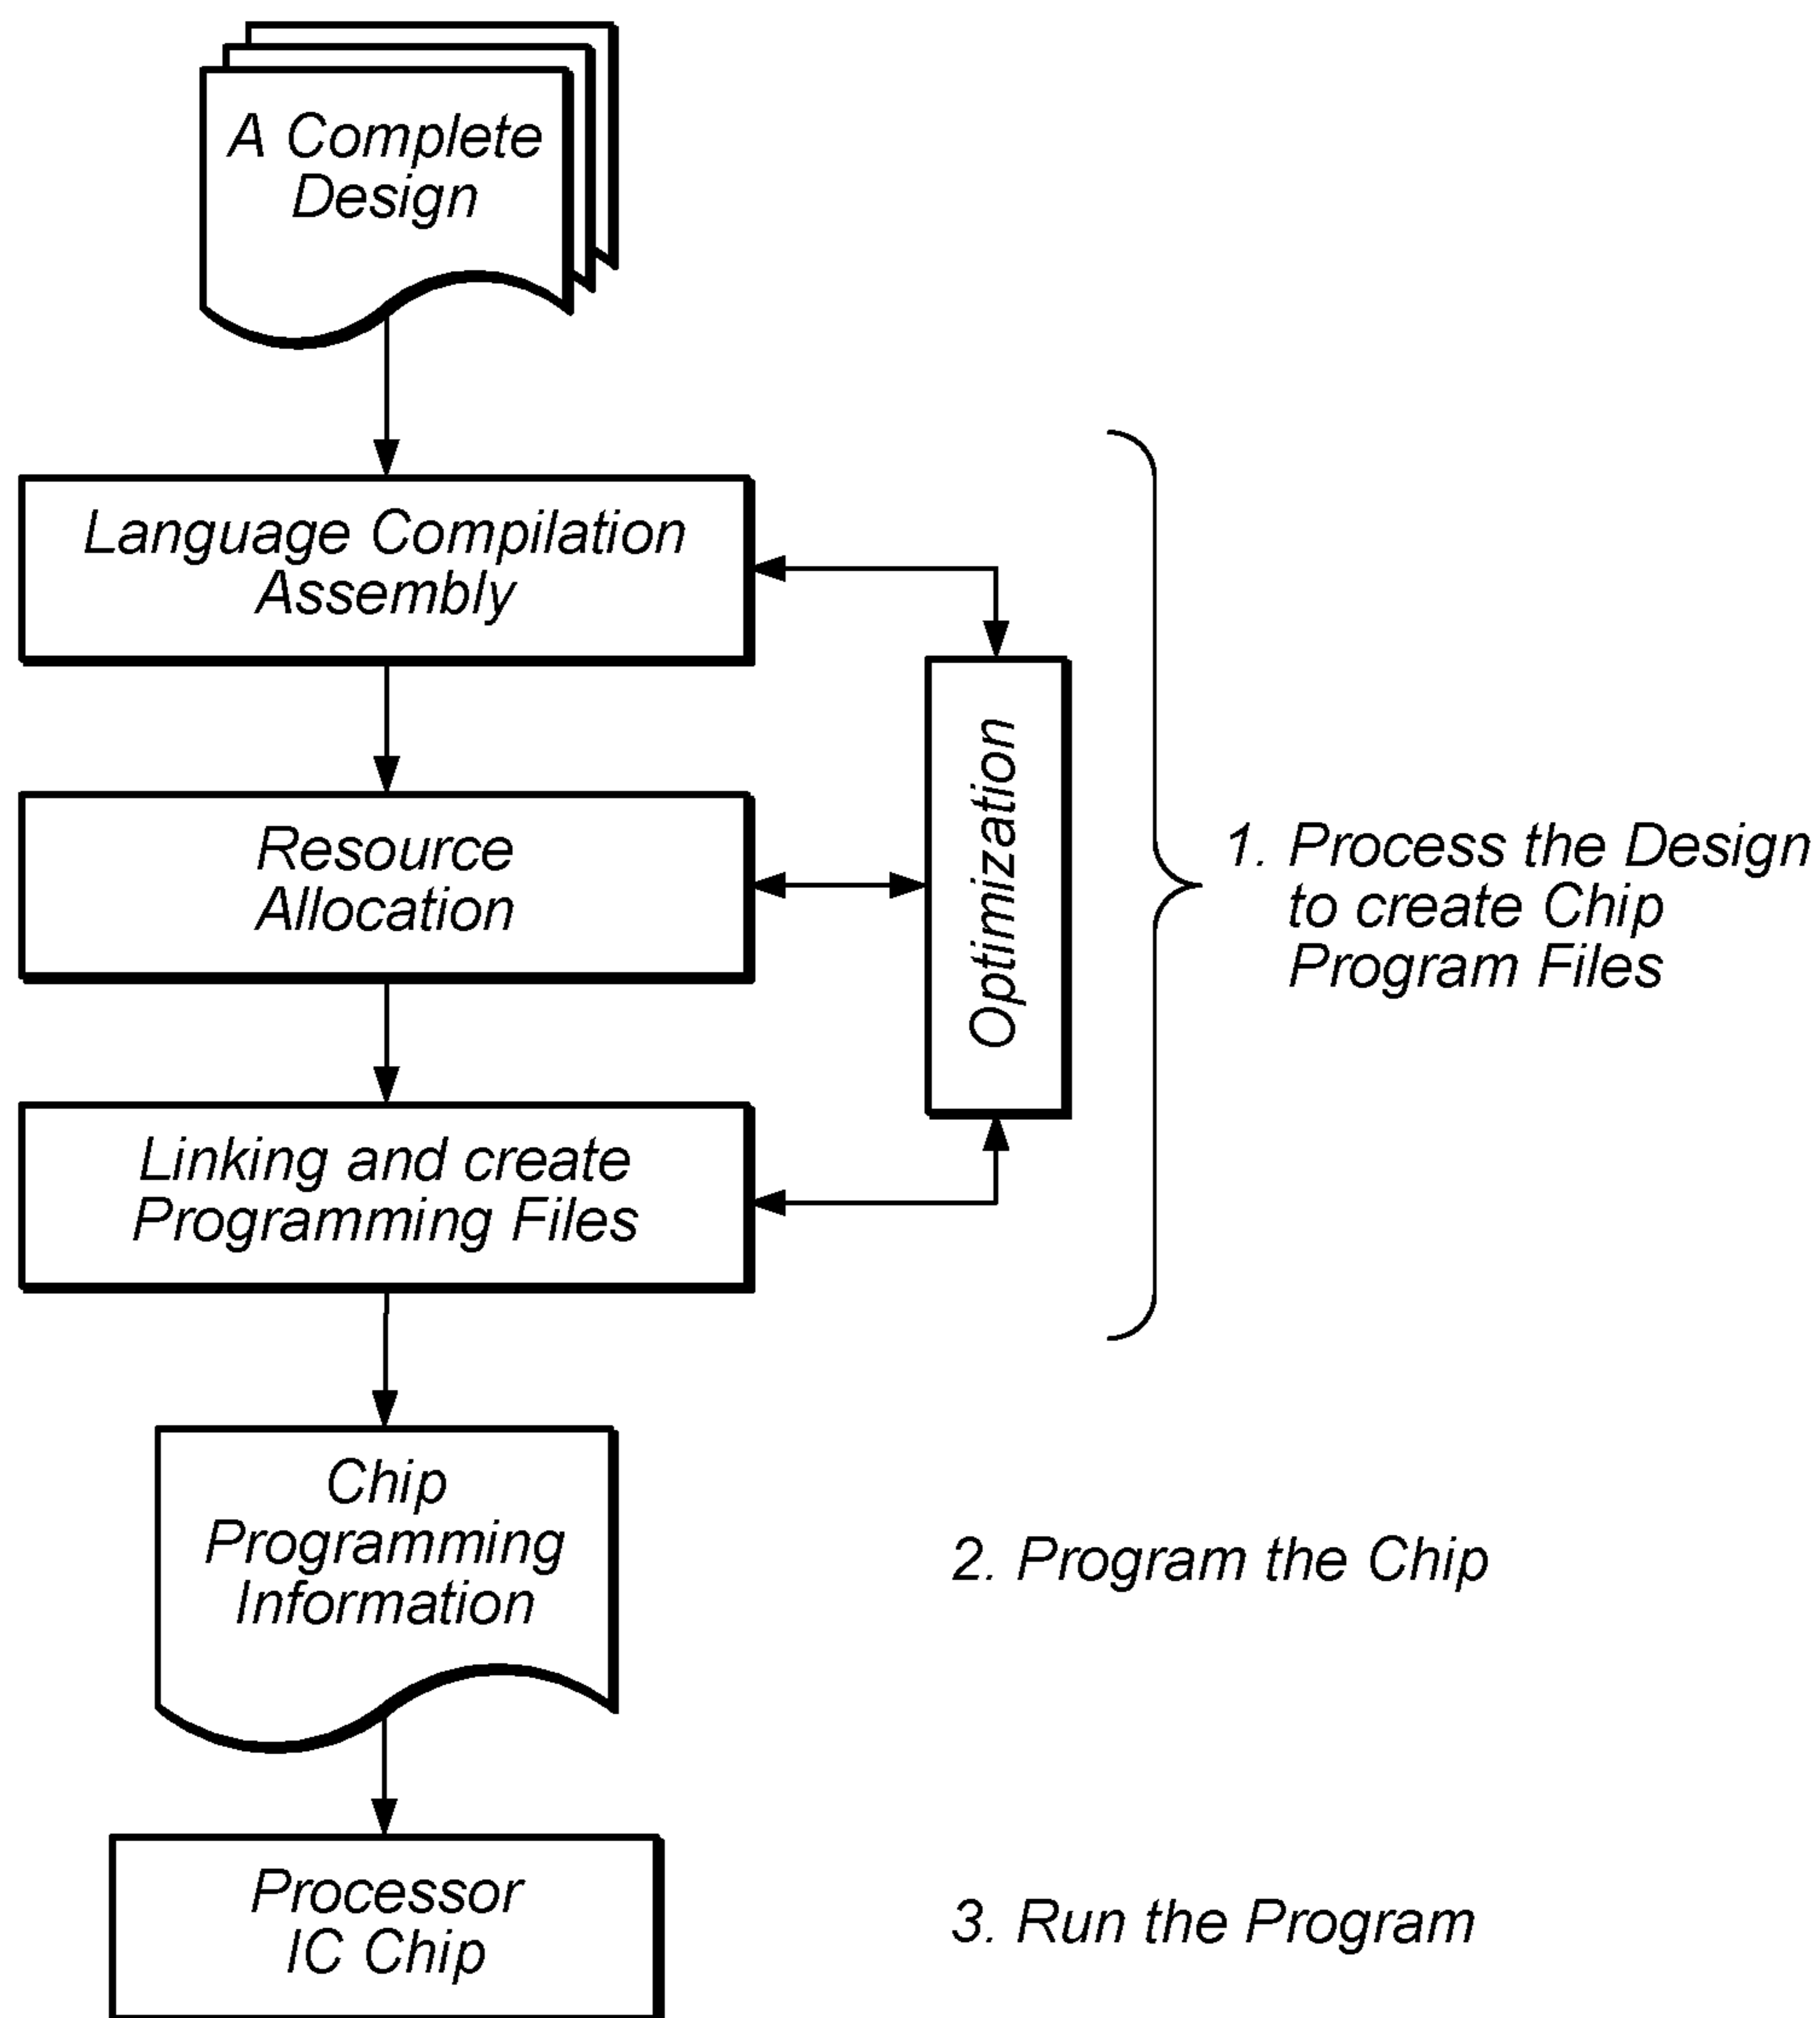 A Complete
Design
Language Compilation
Assembly
Optimization
Resource
Allocation
1. Process the Design
to create Chip
Program Files
Linking and create
Programming Files
Chip
Programming
Information
2. Program the Chip
Processor
IC Chip
3. Run the Program